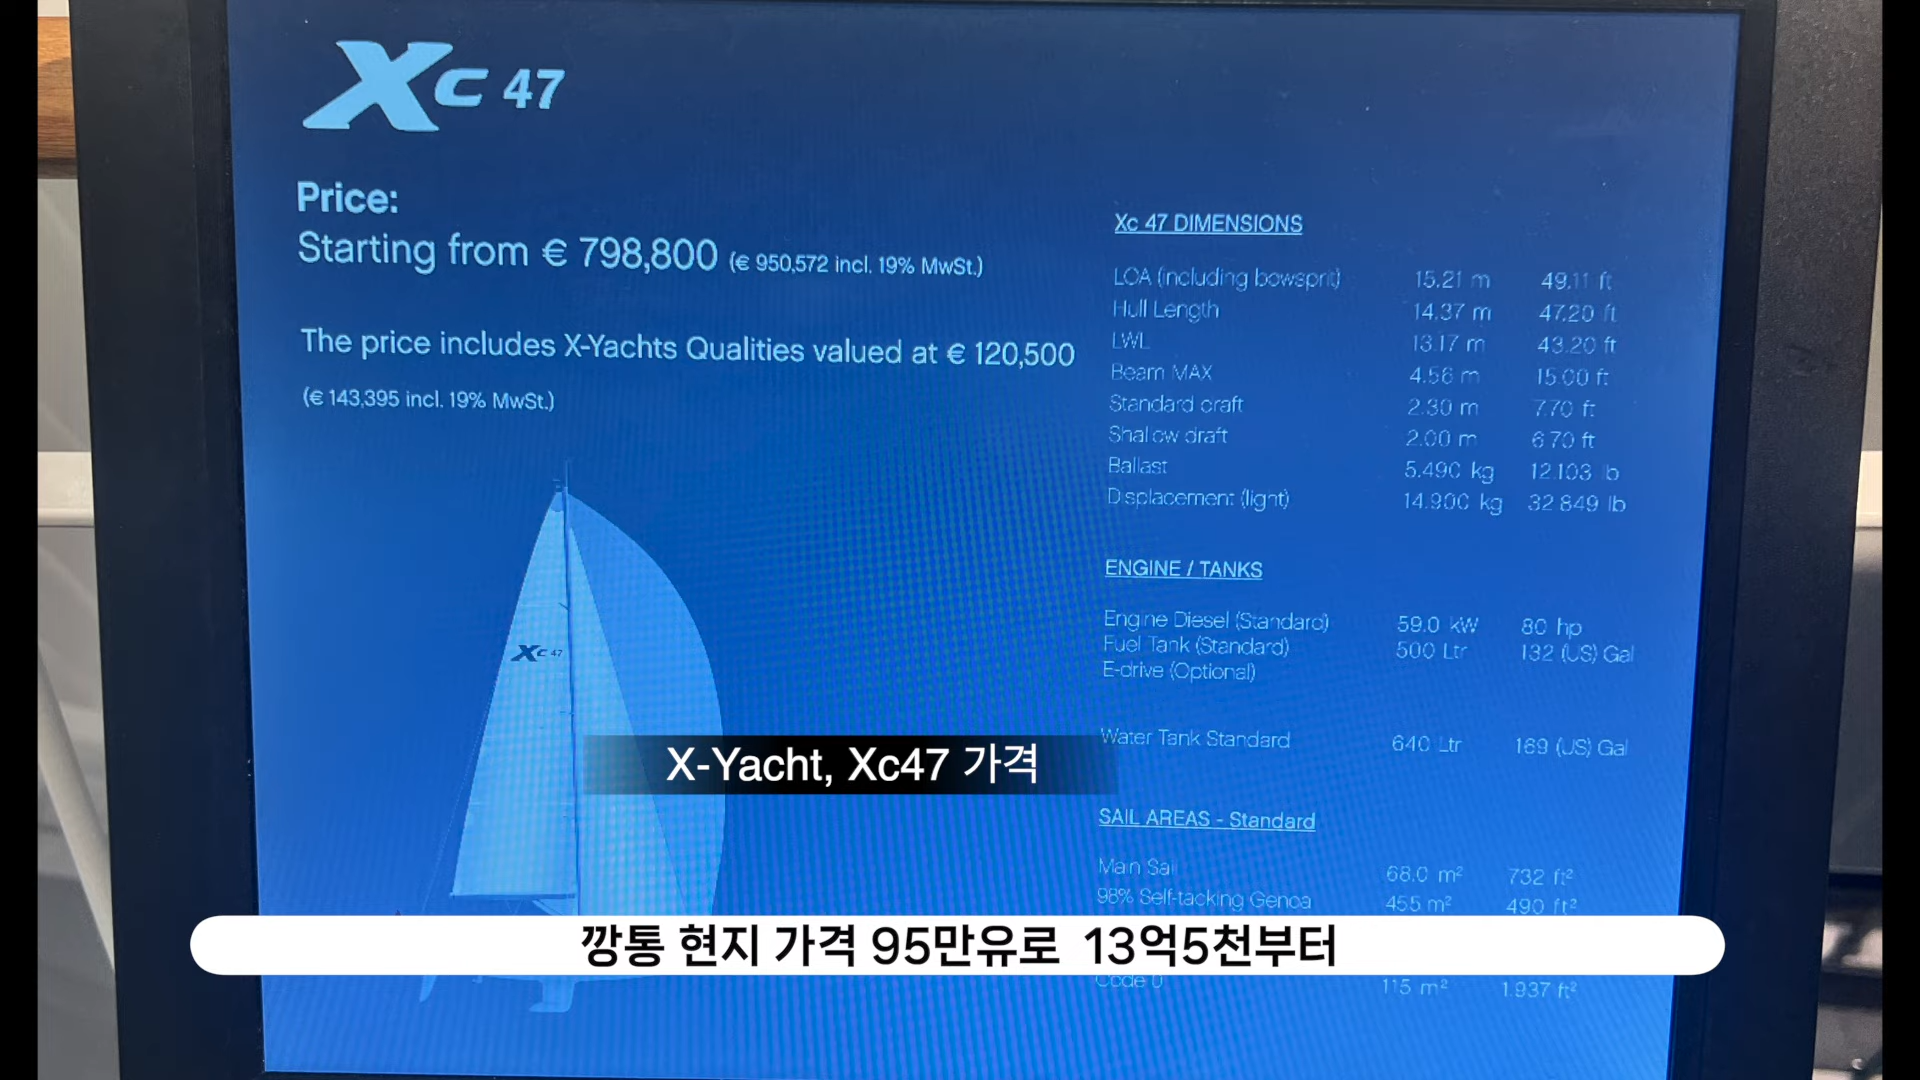 Xc 47
Price:
Starting from € 798,800 (€ 950,572 incl. 19% MwSt.)
The price includes X-Yachts Qualities valued at € 120,500
(€ 143,395 incl. 19% MwSt.)
Xc 47 DIMENSIONS
LOA (including bowsprit) 15.21 m 49.11 ft
Hull Length 14.37 m 47.20 ft
LWL 13.17 m 43.20 ft
Beam MAX 4.56 m 15.00 ft
Standard draft 2.30 m 7.70 ft
Shallow draft 2.00 m 6.70 ft
Ballast 5.490 kg 12.103 lb
Displacement (light) 14.900 kg 32.849 lb
ENGINE / TANKS
Engine Diesel (Standard) 59.0 kW 80 hp
Fuel Tank (Standard) 500 Ltr 132 (US) Gal
E-drive (Optional)
Water Tank Standard 640 Ltr 169 (US) Gal
SAIL AREAS - Standard
Main Sail 68.0 m² 732 ft²
98% Self-tacking Genoa 45.5 m² 490 ft²
Code 0 115 m² 1.937 ft²
Xc 47
X-Yacht, Xc47 가격
깡통 현지 가격 95만유로 13억5천부터